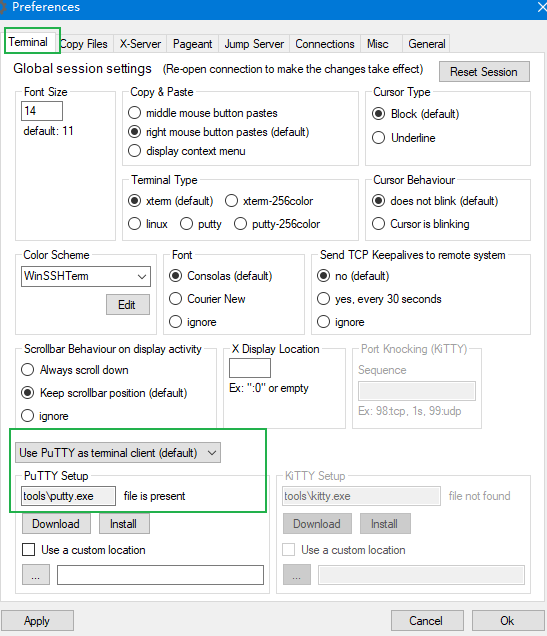 Preferences
Terminal Copy Files X-Server Pageant Jump Server Connections Misc General
Global session settings (Re-open connection to make the changes take effect) Reset Session
Font Size
14
default: 11
Copy & Paste
middle mouse button pastes
right mouse button pastes (default)
display context menu
Cursor Type
Block (default)
Underline
Terminal Type
xterm (default) xterm-256color
linux putty putty-256color
Cursor Behaviour
does not blink (default)
Cursor is blinking
Color Scheme
WinSSHTerm
Edit
Font
Consolas (default)
Courier New
ignore
Send TCP Keepalives to remote system
no (default)
yes, every 30 seconds
ignore
Scrollbar Behaviour on display activity
Always scroll down
Keep scrollbar position (default)
ignore
X Display Location
Ex: ":0" or empty
Port Knocking (KiTTY)
Sequence
Ex: 98:tcp, 1s, 99:udp
Use PuTTY as terminal client (default)
PuTTY Setup
tools\putty.exe file is present
Download Install
Use a custom location
...
KiTTY Setup
tools\kitty.exe file not found
Download Install
Use a custom location
...
Apply Cancel Ok